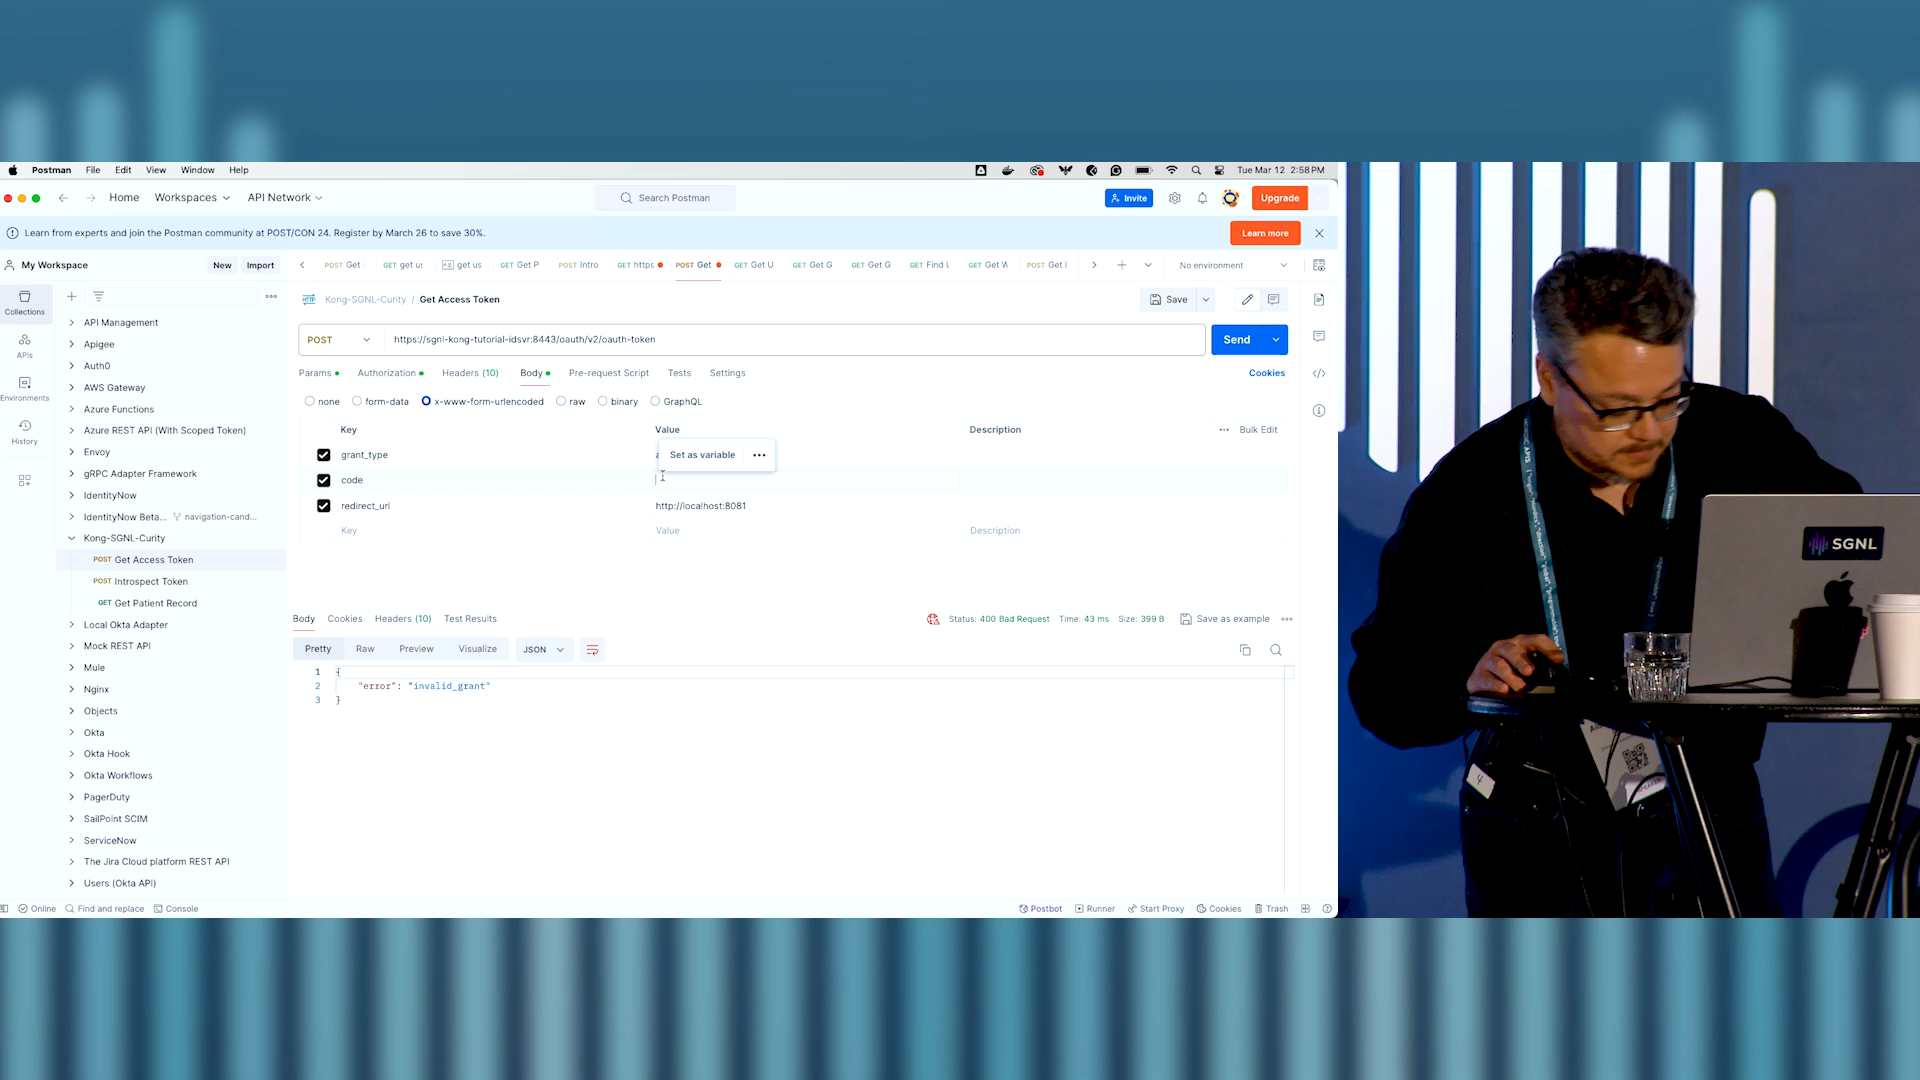 Postman File Edit View Window Help Tue Mar 12 2:58 PM
Home Workspaces API Network Search Postman Invite Upgrade
Learn from experts and join the Postman community at POST/CON 24. Register by March 26 to save 30%. Learn more
My Workspace New Import POST Get GET get us get us GET Get P POST Intro GET https POST Get GET Get U GET Get G GET Get G GET Find GET Get POST Get No environment
Collections
APIs
Environments
History
API Management
Apigee
Auth0
AWS Gateway
Azure Functions
Azure REST API (With Scoped Token)
Envoy
gRPC Adapter Framework
IdentityNow
IdentityNow Beta... navigation-cand...
Kong-SGNL-Curity
POST Get Access Token
POST Introspect Token
GET Get Patient Record
Local Okta Adapter
Mock REST API
Mule
Nginx
Objects
Okta
Okta Hook
Okta Workflows
PagerDuty
SailPoint SCIM
ServiceNow
The Jira Cloud platform REST API
Users (Okta API)
Kong-SGNL-Curity / Get Access Token Save
POST https://sgnl-kong-tutorial-idsvr:8443/oauth/v2/oauth-token Send
Params Authorization Headers (10) Body Pre-request Script Tests Settings Cookies
none form-data x-www-form-urlencoded raw binary GraphQL
Key Value Description Bulk Edit
grant_type a Set as variable
code
redirect_uri http://localhost:8081
Key Value Description
Body Cookies Headers (10) Test Results Status: 400 Bad Request Time: 43 ms Size: 399 B Save as example
Pretty Raw Preview Visualize JSON
1 {
2 "error": "invalid_grant"
3 }
Online Find and replace Console Postbot Runner Start Proxy Cookies Trash
SGNL
4